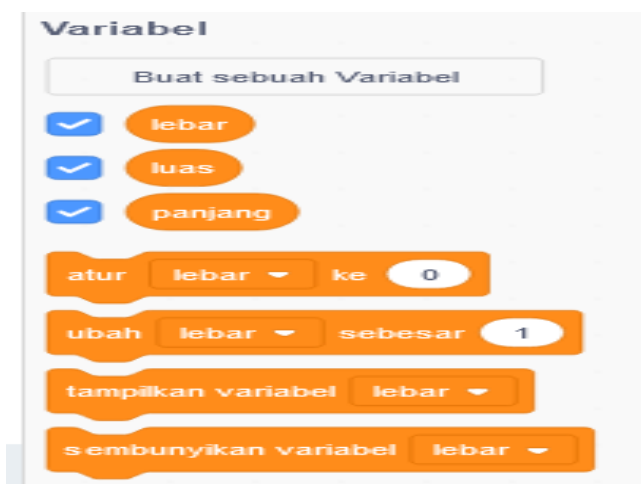 Variabel
Buat sebuah Variabel
lebar
luas
panjang
atur lebar ke 0
ubah lebar sebesar 1
tampilkan variabel lebar
sembunyikan variabel lebar